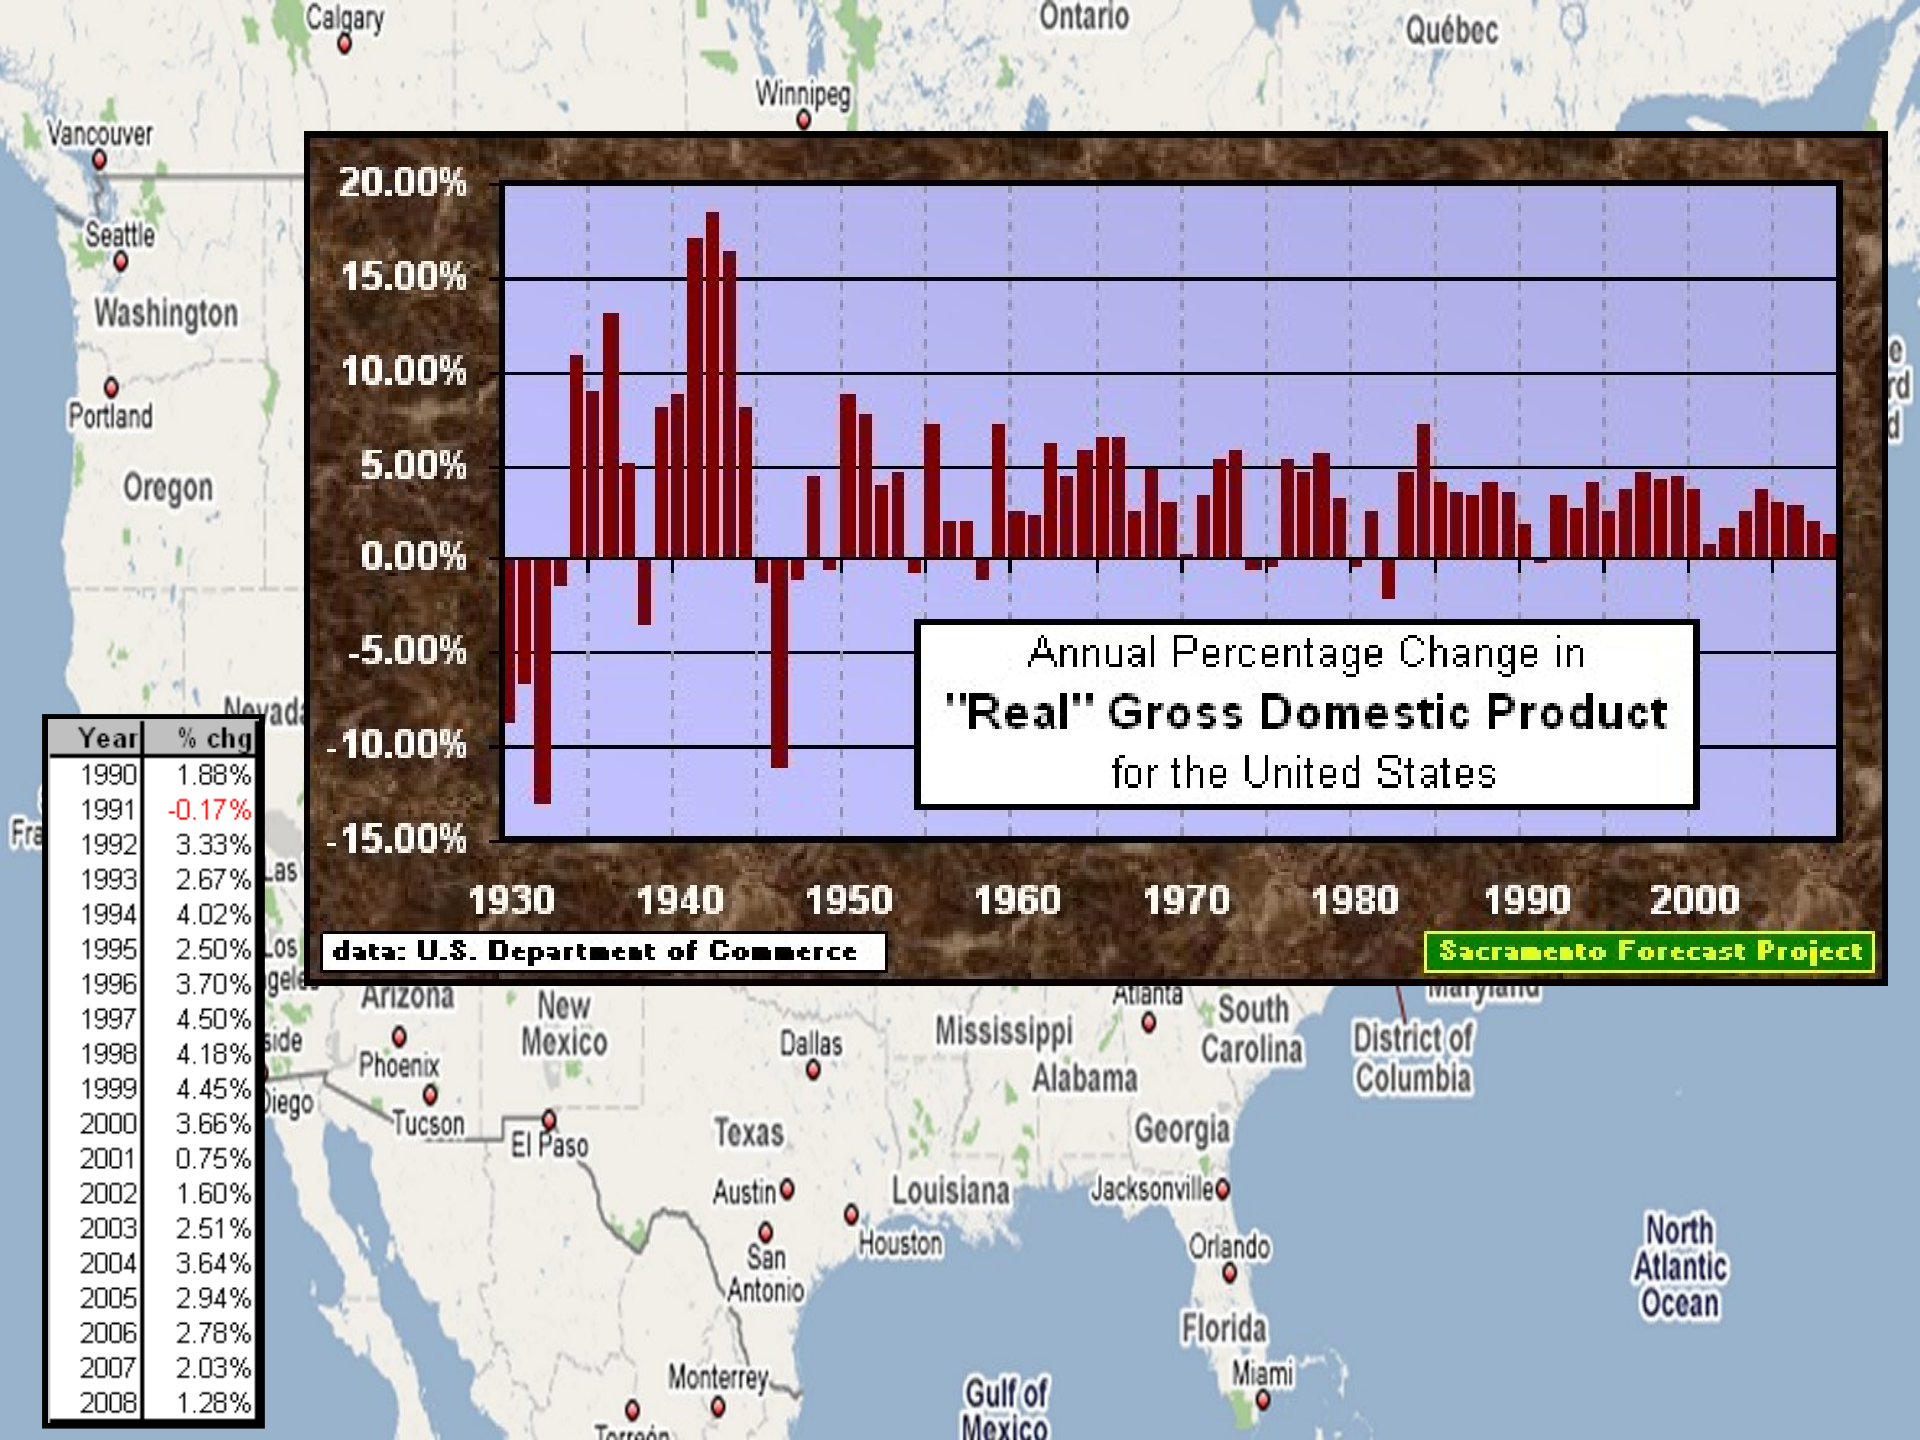 Calgary
Ontario
Québec
Winnipeg
Vancouver
Seattle
Washington
Portland
Oregon
Nevada
20.00%
15.00%
10.00%
5.00%
0.00%
-5.00%
-10.00%
-15.00%
1930 1940 1950 1960 1970 1980 1990 2000
Annual Percentage Change in
"Real" Gross Domestic Product
for the United States
data: U.S. Department of Commerce
Sacramento Forecast Project
Year % chg
1990 1.88%
1991 -0.17%
1992 3.33%
1993 2.67%
1994 4.02%
1995 2.50%
1996 3.70%
1997 4.50%
1998 4.18%
1999 4.45%
2000 3.66%
2001 0.75%
2002 1.60%
2003 2.51%
2004 3.64%
2005 2.94%
2006 2.78%
2007 2.03%
2008 1.28%
Las
Los
Diego
Arizona
Phoenix
Tucson
New
Mexico
El Paso
Dallas
Texas
Austin
San
Antonio
Houston
Mississippi
Alabama
Louisiana
Atlanta
South
Carolina
Georgia
Maryland
District of
Columbia
Jacksonville
Orlando
Florida
Miami
North
Atlantic
Ocean
Gulf of
Mexico
Monterrey
Torreón